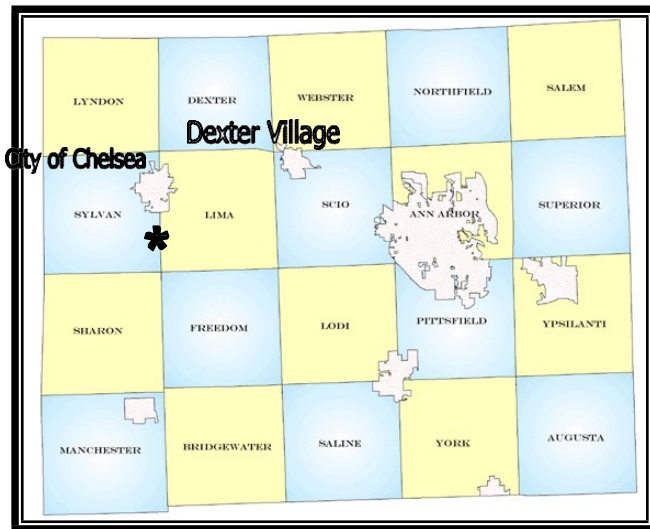 LYNDON
DEXTER
WEBSTER
NORTHFIELD
SALEM
Dexter Village
City of Chelsea
SYLVAN
LIMA
SCIO
ANN ARBOR
SUPERIOR
*
SHARON
FREEDOM
LODI
PITTSFIELD
YPSILANTI
MANCHESTER
BRIDGEWATER
SALINE
YORK
AUGUSTA